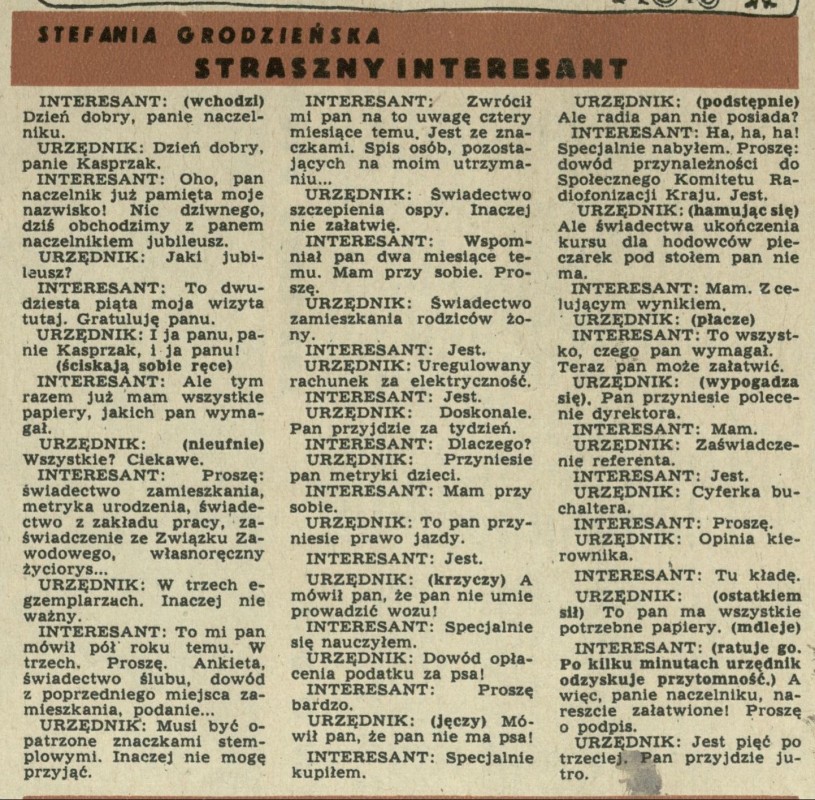 STEFANIA GRODZIEŃSKA
STRASZNY INTERESANT
INTERESANT: (wchodzi)
Dzień dobry, panie naczel-
niku.
URZĘDNIK: Dzień dobry,
panie Kasprzak.
INTERESANT: Oho, pan
naczelnik już pamięta moje
nazwisko! Nic dziwnego,
dziś obchodzimy z panem
naczelnikiem jubileusz.
URZĘDNIK: Jaki jubi-
leusz?
INTERESANT: To dwu-
dziesta piąta moja wizyta
tutaj. Gratuluję panu.
URZĘDNIK: I ja panu, pa-
nie Kasprzak, i ja panu!
(ściskają sobie ręce)
INTERESANT: Ale tym
razem już mam wszystkie
papiery, jakich pan wyma-
gał.
URZĘDNIK: (nieufnie)
Wszystkie? Ciekawe.
INTERESANT: Proszę:
świadectwo zamieszkania,
metryka urodzenia, świade-
ctwo z zakładu pracy, za-
świadczenie ze Związku Za-
wodowego, własnoręczny
życiorys...
URZĘDNIK: W trzech e-
gzemplarzach. Inaczej nie
ważny.
INTERESANT: To mi pan
mówił pół roku temu. W
trzech. Proszę. Ankieta,
świadectwo ślubu, dowód
z poprzedniego miejsca za-
mieszkania, podanie...
URZĘDNIK: Musi być o-
patrzone znaczkami stem-
plowymi. Inaczej nie mogę
przyjąć.
INTERESANT: Zwrócił
mi pan na to uwagę cztery
miesiące temu. Jest ze zna-
czkami. Spis osób, pozosta-
jących na moim utrzyma-
niu...
URZĘDNIK: Świadectwo
szczepienia ospy. Inaczej
nie załatwię.
INTERESANT: Wspom-
niał pan dwa miesiące te-
mu. Mam przy sobie. Pro-
szę.
URZĘDNIK: Świadectwo
zamieszkania rodziców żo-
ny.
INTERESANT: Jest.
URZĘDNIK: Uregulowany
rachunek za elektryczność.
INTERESANT: Jest.
URZĘDNIK: Doskonale.
Pan przyjdzie za tydzień.
INTERESANT: Dlaczego?
URZĘDNIK: Przyniesie
pan metryki dzieci.
INTERESANT: Mam przy
sobie.
URZĘDNIK: To pan przy-
niesie prawo jazdy.
INTERESANT: Jest.
URZĘDNIK: (krzyczy) A
mówił pan, że pan nie umie
prowadzić wozu!
INTERESANT: Specjalnie
się nauczyłem.
URZĘDNIK: Dowód opła-
cenia podatku za psa!
INTERESANT: Proszę
bardzo.
URZĘDNIK: (jęczy) Mó-
wił pan, że pan nie ma psa!
INTERESANT: Specjalnie
kupiłem.
URZĘDNIK: (podstępnie)
Ale radia pan nie posiada?
INTERESANT: Ha, ha, ha!
Specjalnie nabyłem. Proszę:
dowód przynależności do
Społecznego Komitetu Ra-
diofonizacji Kraju. Jest.
URZĘDNIK: (hamując się)
Ale świadectwa ukończenia
kursu dla hodowców pie-
czarek pod stołem pan nie
ma.
INTERESANT: Mam. Z ce-
lującym wynikiem.
URZĘDNIK: (płacze)
INTERESANT: To wszyst-
ko, czego pan wymagał.
Teraz pan może załatwić.
URZĘDNIK: (wypogadza
się). Pan przyniesie polece-
nie dyrektora.
INTERESANT: Mam.
URZĘDNIK: Zaświadcze-
nie referenta.
INTERESANT: Jest.
URZĘDNIK: Cyferka bu-
chaltera.
INTERESANT: Proszę.
URZĘDNIK: Opinia kie-
rownika.
INTERESANT: Tu kładę.
URZĘDNIK: (ostatkiem
sił) To pan ma wszystkie
potrzebne papiery. (mdleje)
INTERESANT: (ratuje go.
Po kilku minutach urzędnik
odzyskuje przytomność.) A
więc, panie naczelniku, na-
reszcie załatwione! Proszę
o podpis.
URZĘDNIK: Jest pięć po
trzeciej. Pan przyjdzie ju-
tro.